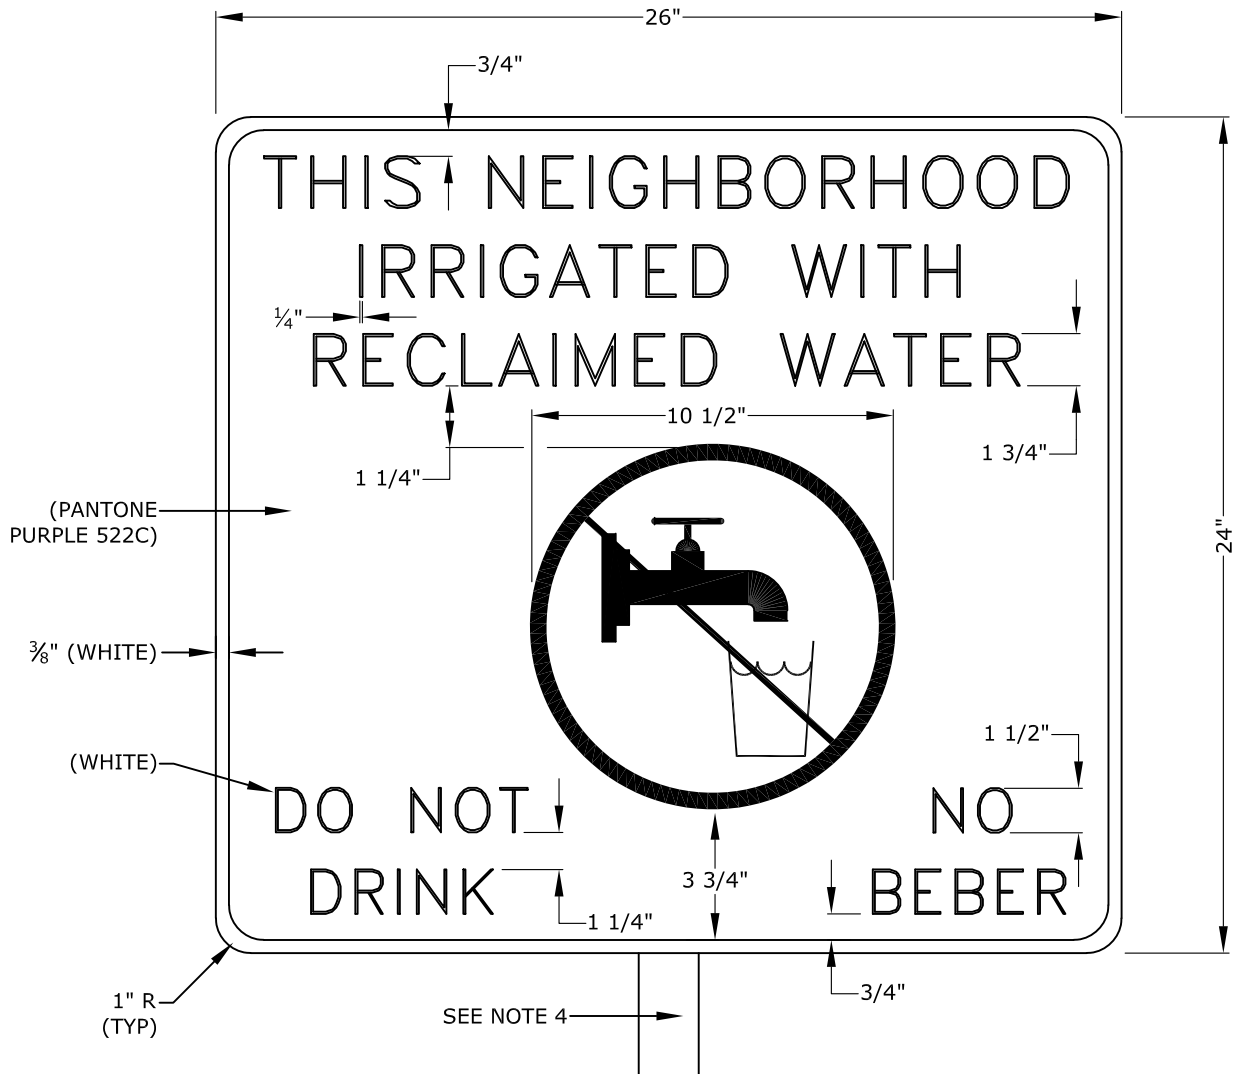 26"
3/4"
THIS NEIGHBORHOOD
IRRIGATED WITH
¼"
RECLAIMED WATER
10 1/2"
1 3/4"
1 1/4"
(PANTONE
PURPLE 522C)
24"
⅜" (WHITE)
1 1/2"
(WHITE)
DO NOT
NO
DRINK
3 3/4"
BEBER
1 1/4"
3/4"
1" R
(TYP)
SEE NOTE 4